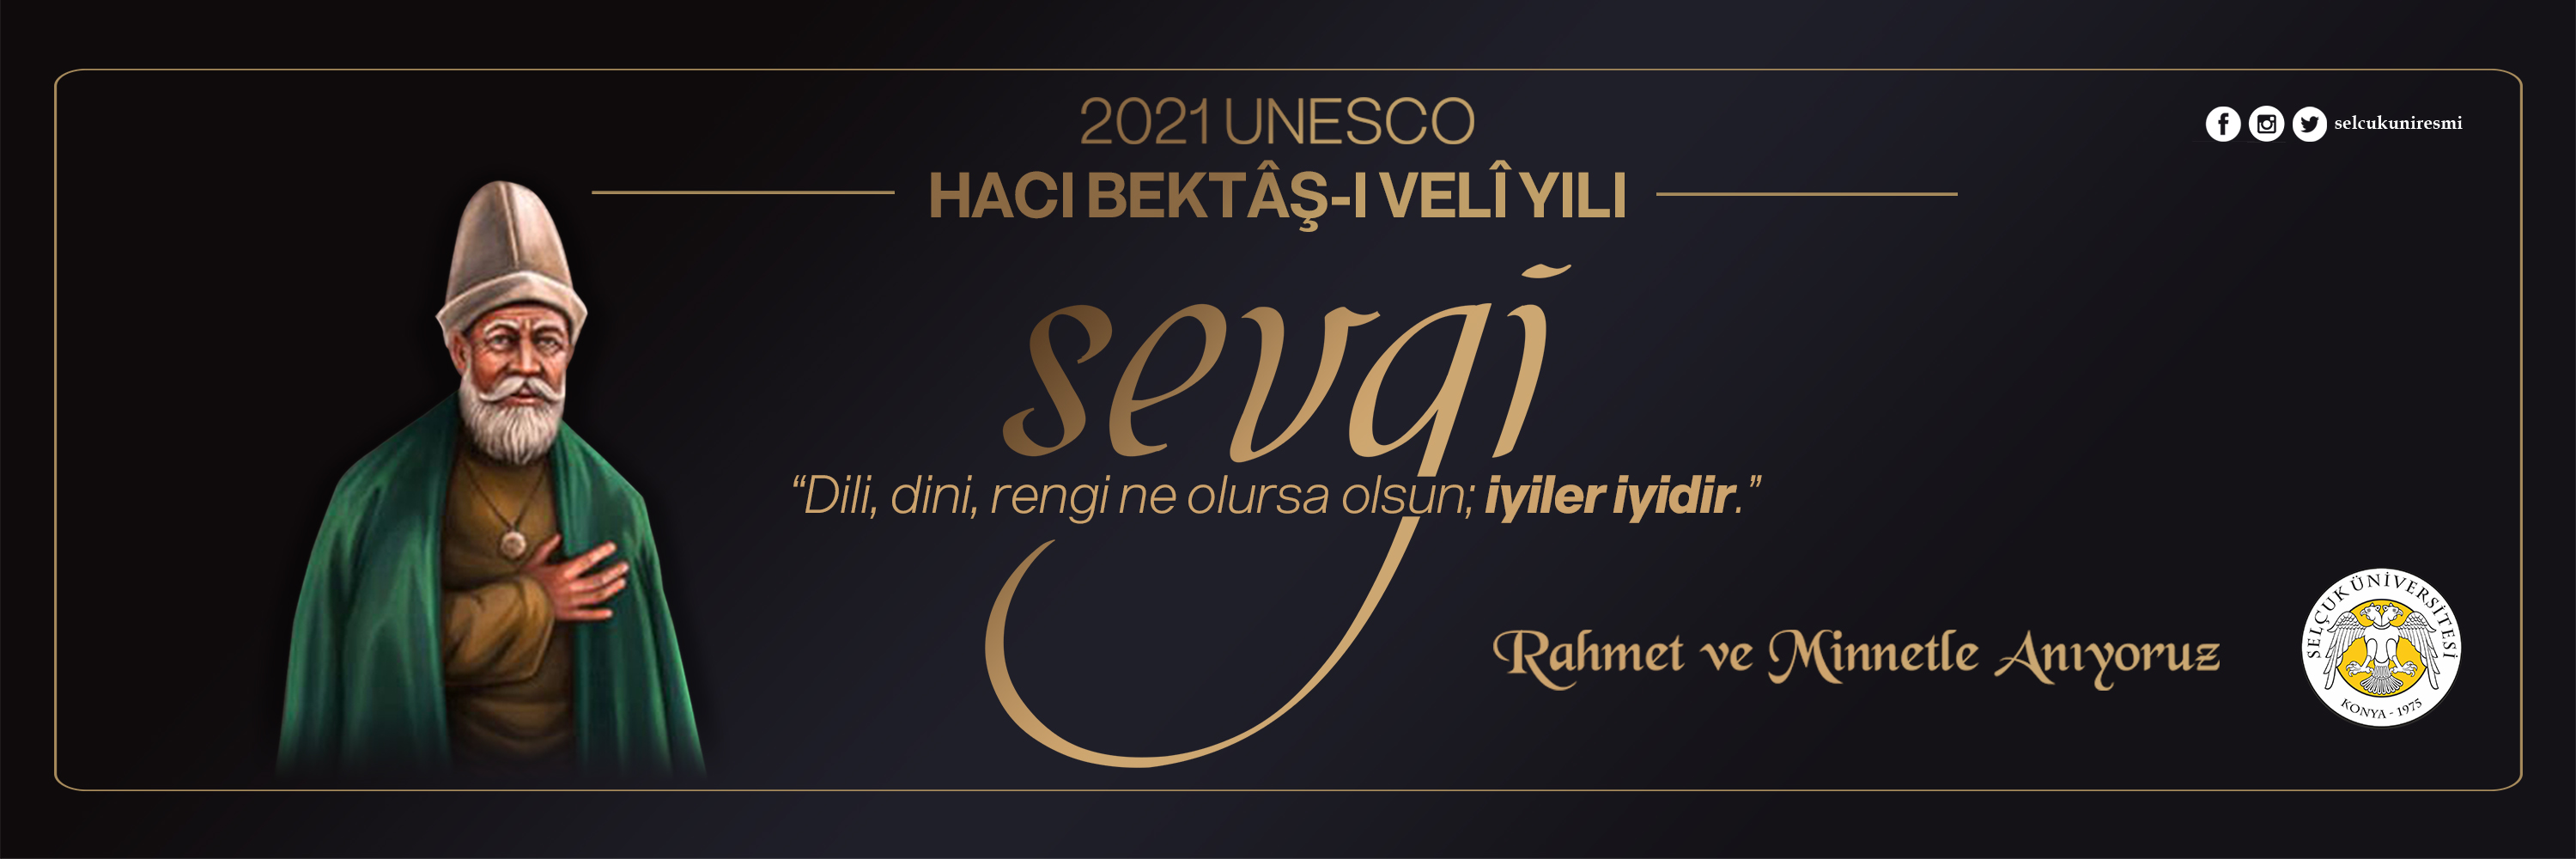 2021 UNESCO
HACI BEKTÂŞ-I VELÎ YILI
selcukuniresmi
sevgi
“Dili, dini, rengi ne olursa olsun; iyiler iyidir.”
Rahmet ve Minnetle Anıyoruz
SELÇUK ÜNİVERSİTESİ
KONYA - 1975